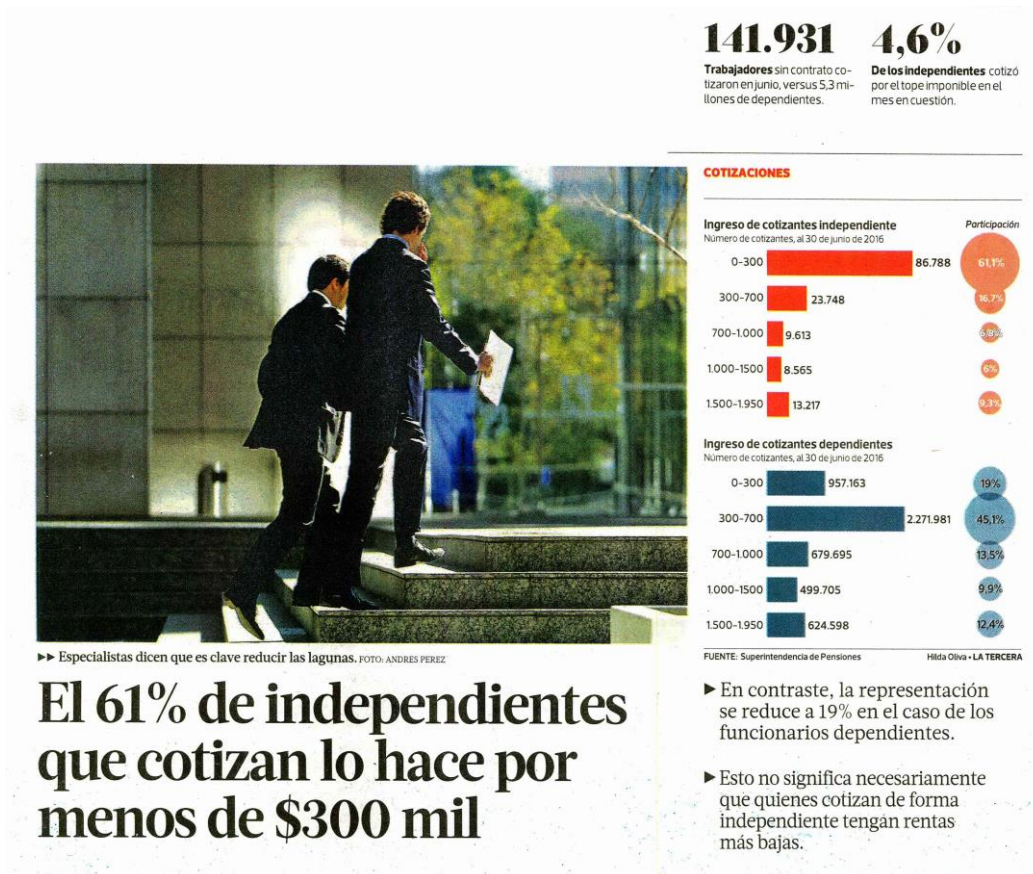 141.931
Trabajadores sin contrato co-
tizaron en junio, versus 5,3 mi-
llones de dependientes.
4,6%
De los independientes cotizó
por el tope imponible en el
mes en cuestión.
COTIZACIONES
Ingreso de cotizantes independiente
Participación
Número de cotizantes, al 30 de junio de 2016
0-300 86.788 61,1%
300-700 23.748 16,7%
700-1.000 9.613 6,8%
1.000-1500 8.565 6%
1.500-1.950 13.217 9,3%
Ingreso de cotizantes dependientes
Número de cotizantes, al 30 de junio de 2016
0-300 957.163 19%
300-700 2.271.981 45,1%
700-1.000 679.695 13,5%
1.000-1500 499.705 9,9%
1.500-1.950 624.598 12,4%
FUENTE: Superintendencia de Pensiones
Hilda Oliva • LA TERCERA
▶▶ Especialistas dicen que es clave reducir las lagunas. FOTO: ANDRES PEREZ
El 61% de independientes
que cotizan lo hace por
menos de $300 mil
▶ En contraste, la representación
se reduce a 19% en el caso de los
funcionarios dependientes.
▶ Esto no significa necesariamente
que quienes cotizan de forma
independiente tengan rentas
más bajas.